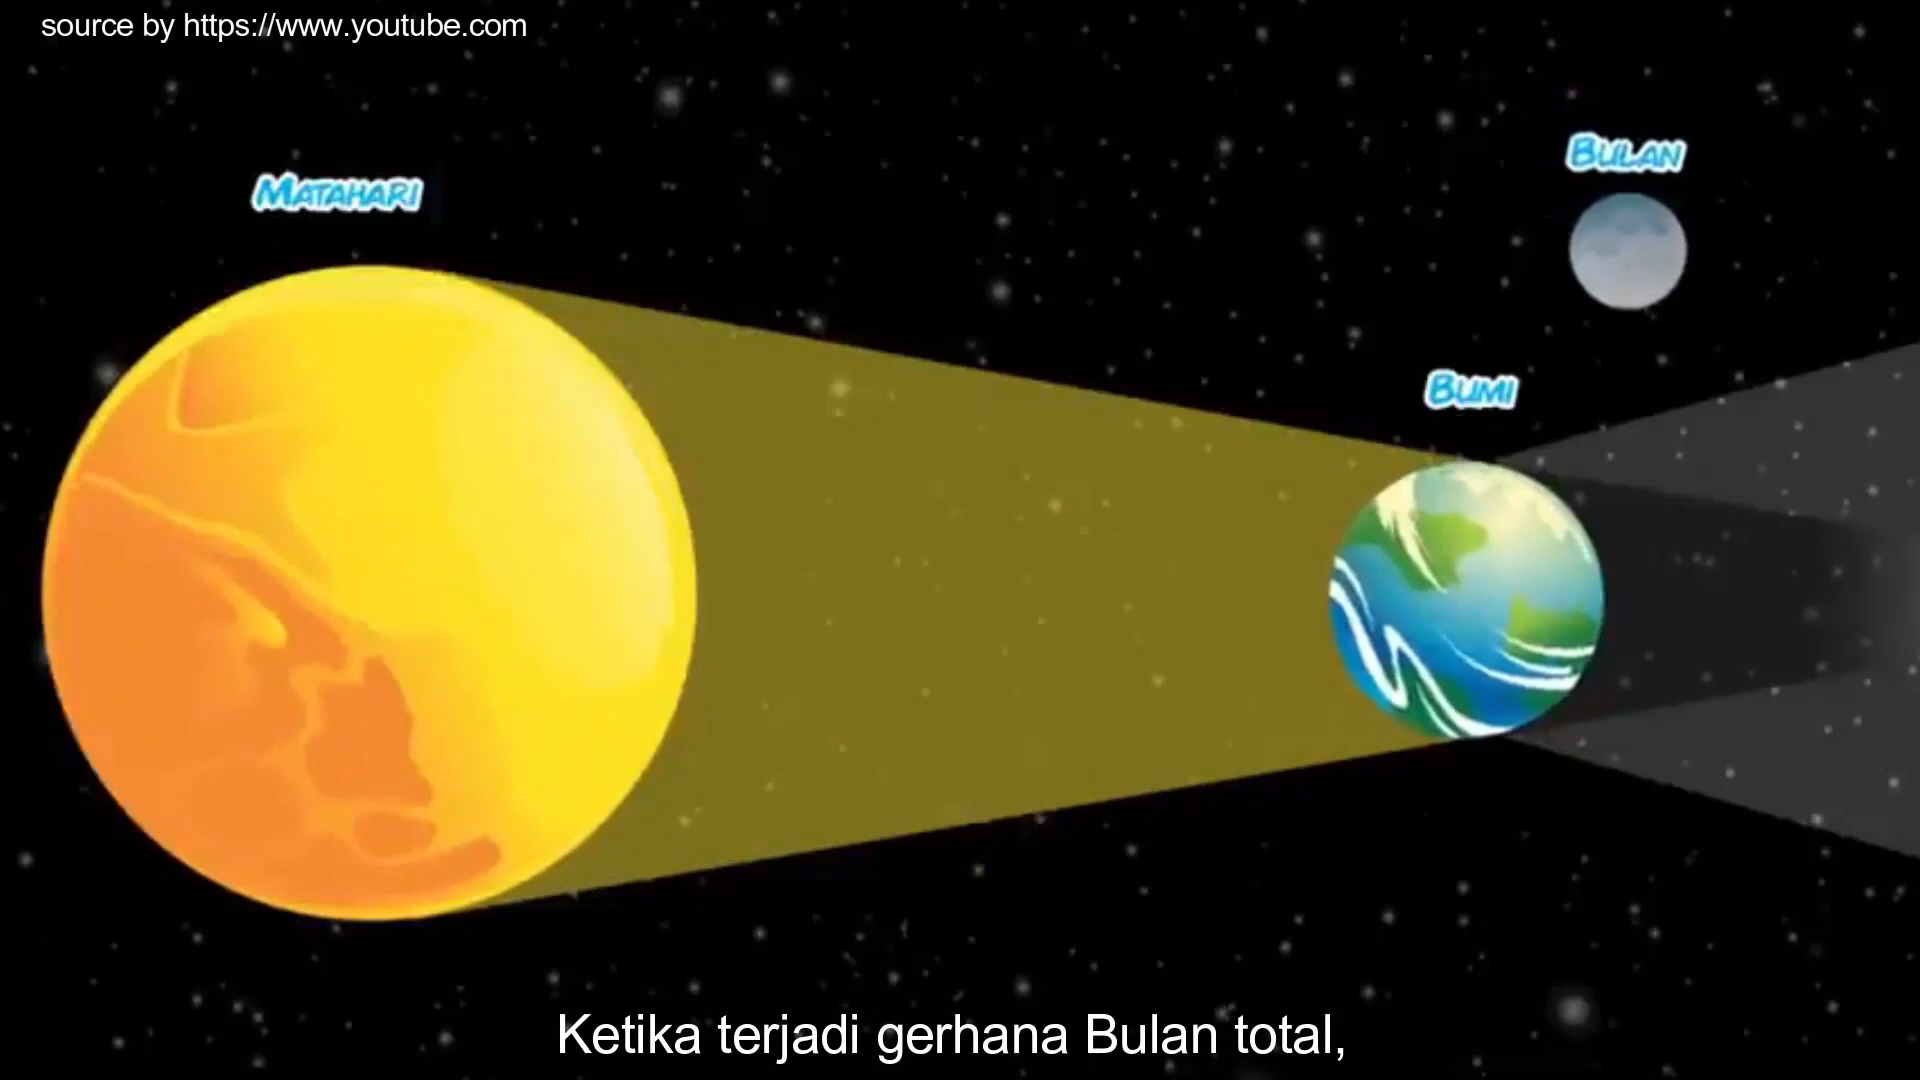 source by https://www.youtube.com
BULAN
MATAHARI
BUMI
Ketika terjadi gerhana Bulan total,